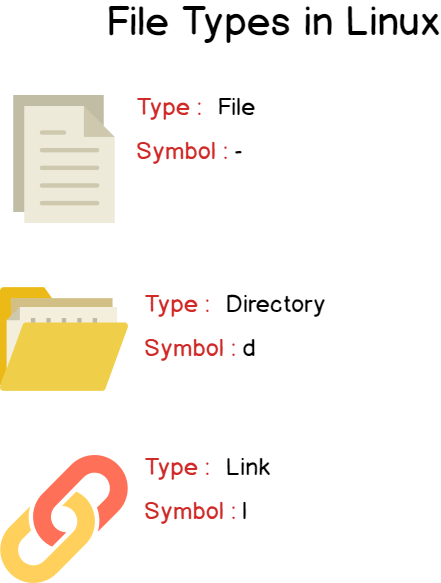 File Types in Linux
Type : File
Symbol : -
Type : Directory
Symbol : d
Type : Link
Symbol : l